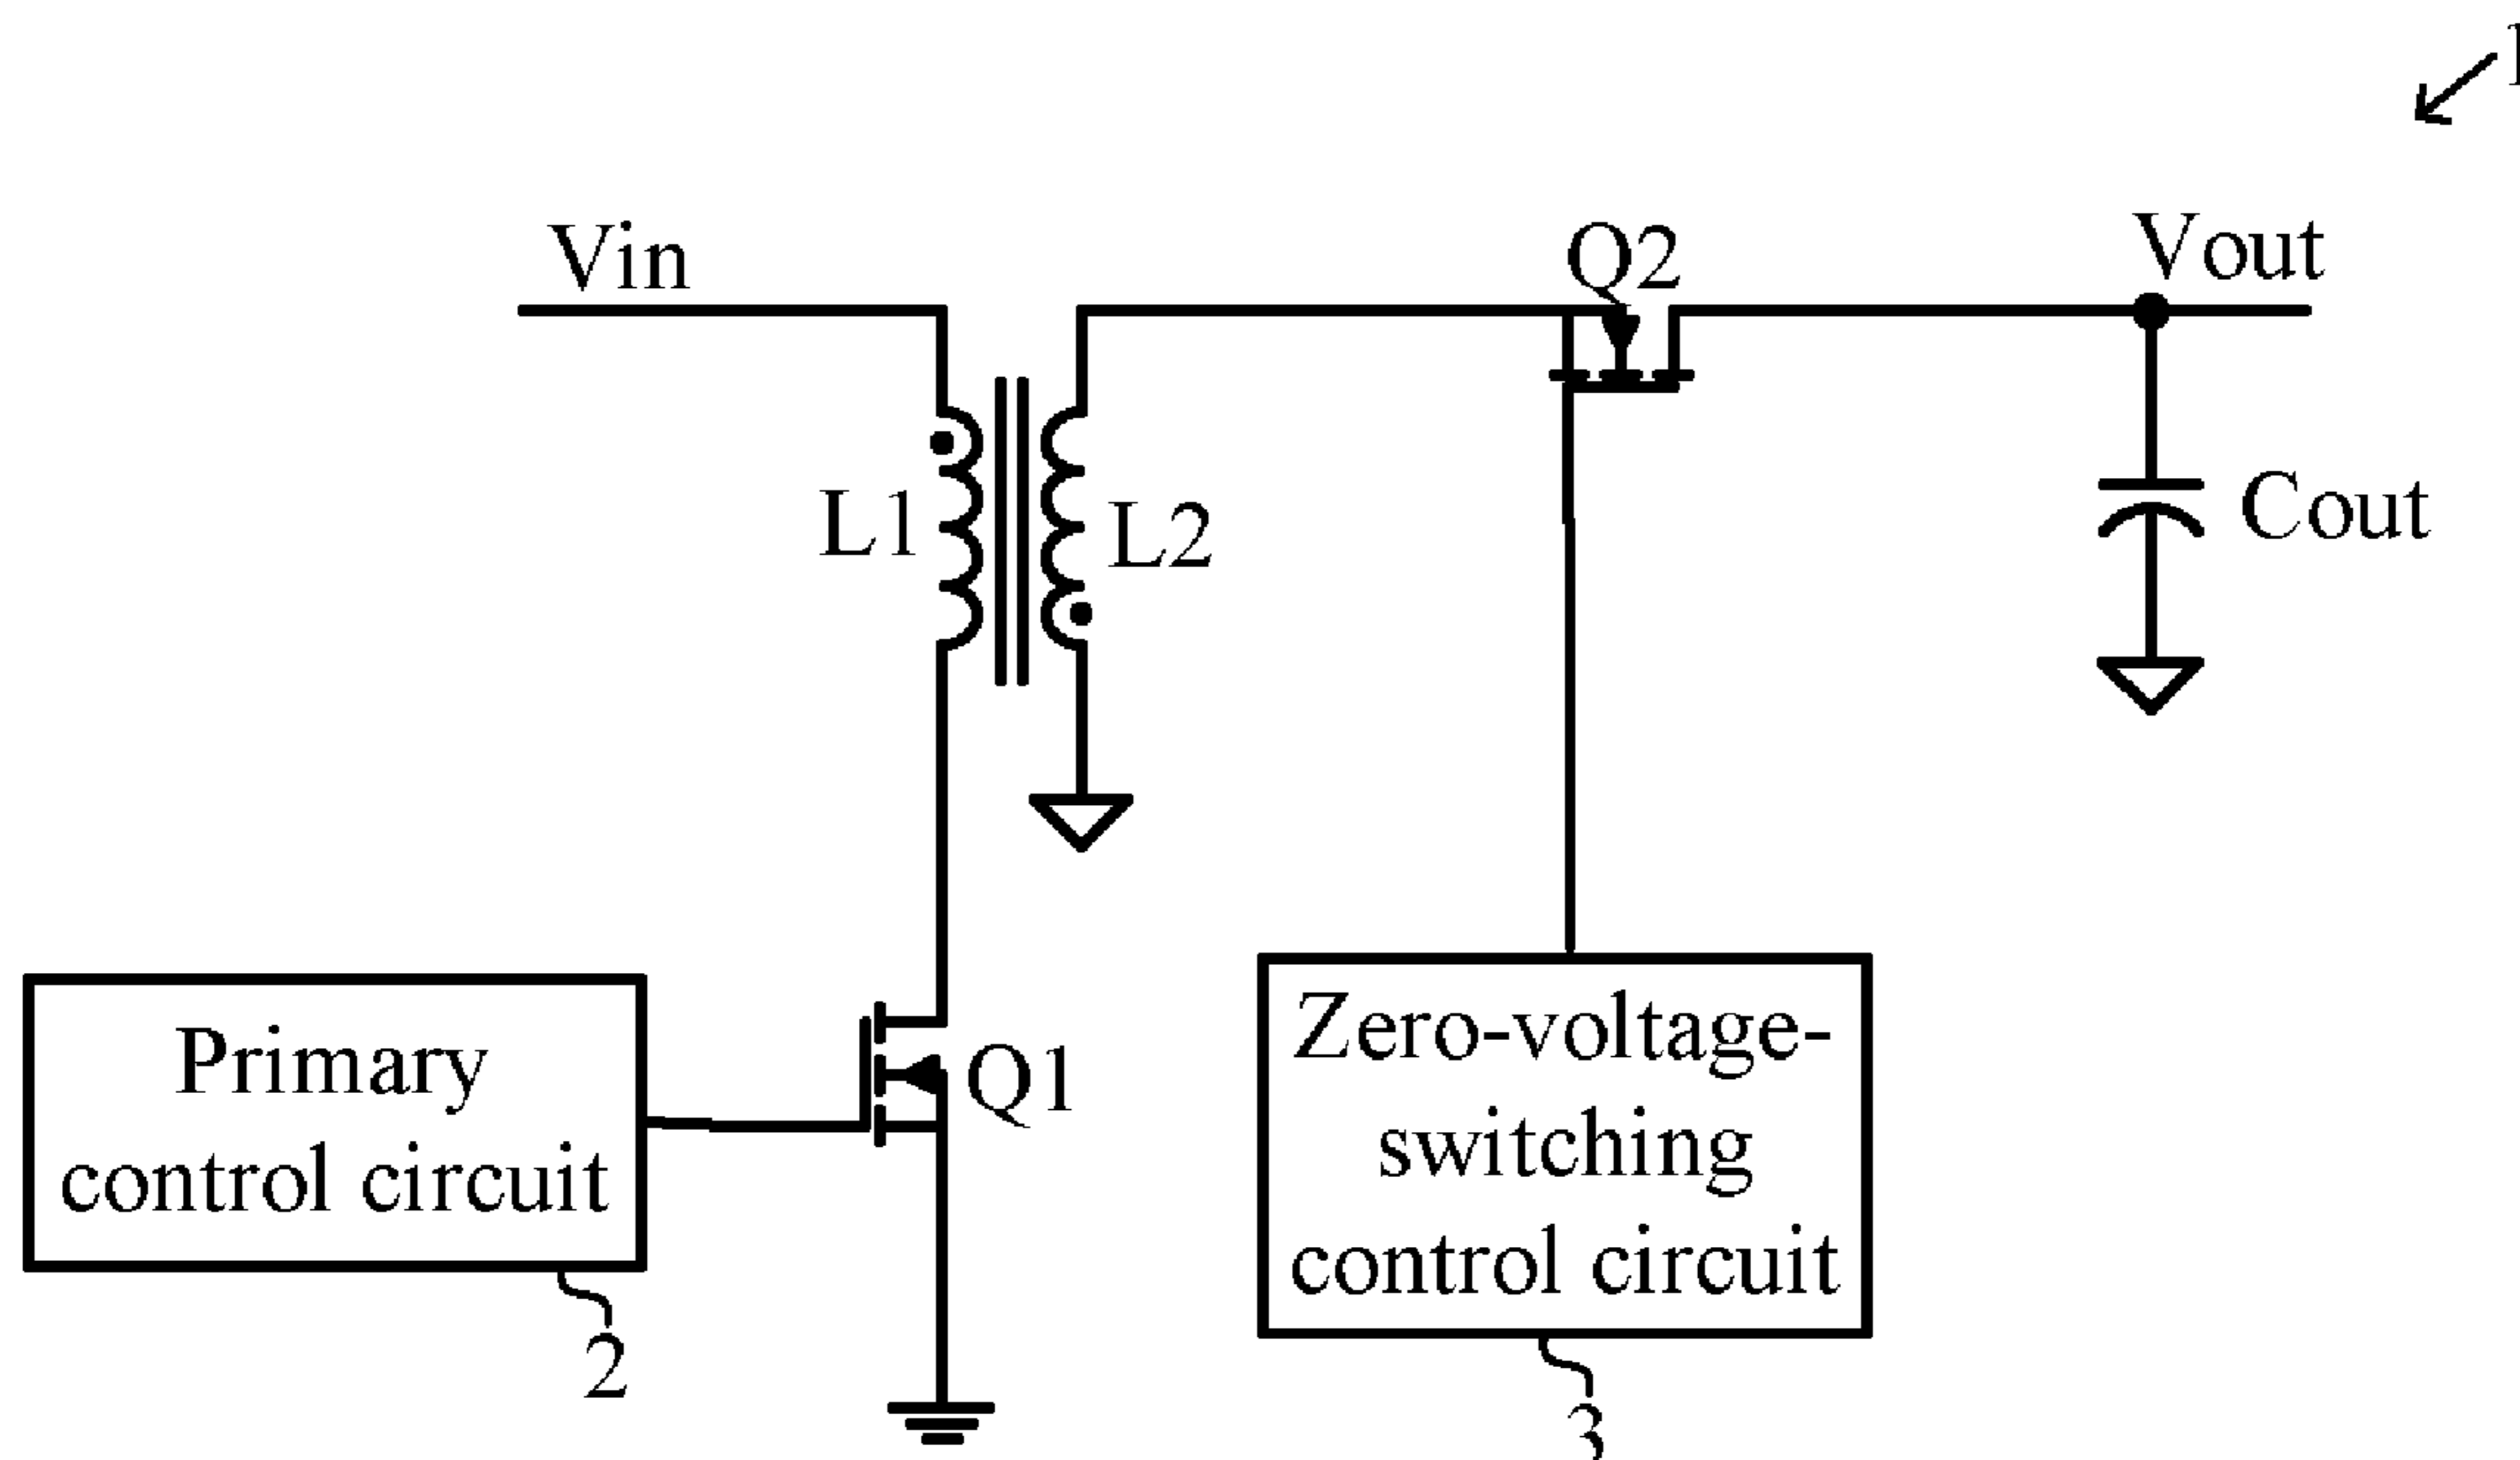 Vin
Q2
Vout
L1
L2
Cout
Primary
control circuit
Q1
Zero-voltage-
switching
control circuit
2
3